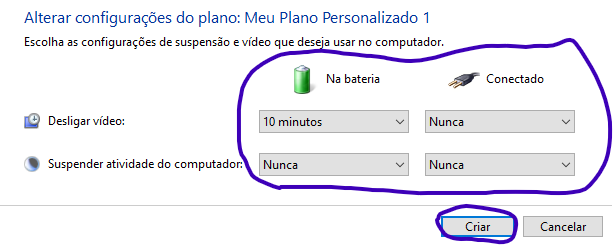 Alterar configurações do plano: Meu Plano Personalizado 1
Escolha as configurações de suspensão e vídeo que deseja usar no computador.
Na bateria Conectado
Desligar vídeo: 10 minutos Nunca
Suspender atividade do computador: Nunca Nunca
Criar Cancelar